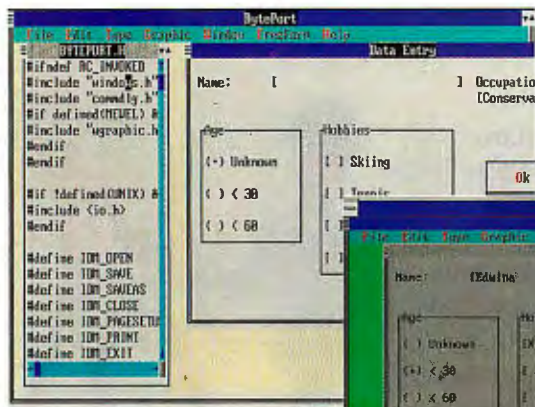 BytePort
File Edit Type Graphic Window FreeForm Help
BYTEPORT.H
#ifndef RC_INVOKED
#include "windows.h"
#include "commdlg.h"
#if defined(MEWEL) &
#include "wgraphic.h
#endif
#endif
#if !defined(UNIX) &
#include <io.h>
#endif
#define IDM_OPEN
#define IDM_SAVE
#define IDM_SAVEAS
#define IDM_CLOSE
#define IDM_PAGESETU
#define IDM_PRINT
#define IDM_EXIT
Data Entry
Name: [ ] Occupatio
[Conserva
Age
(•) Unknown
( ) < 30
( ) < 60
Hobbies
[ ] Skiing
[ ] Tennis
[ ]
[ ]
Ok
File Edit Type Graphic
Name: [Edwina
Age
( ) Unknown
(•) < 30
( ) < 60
Ho
[X
[
[